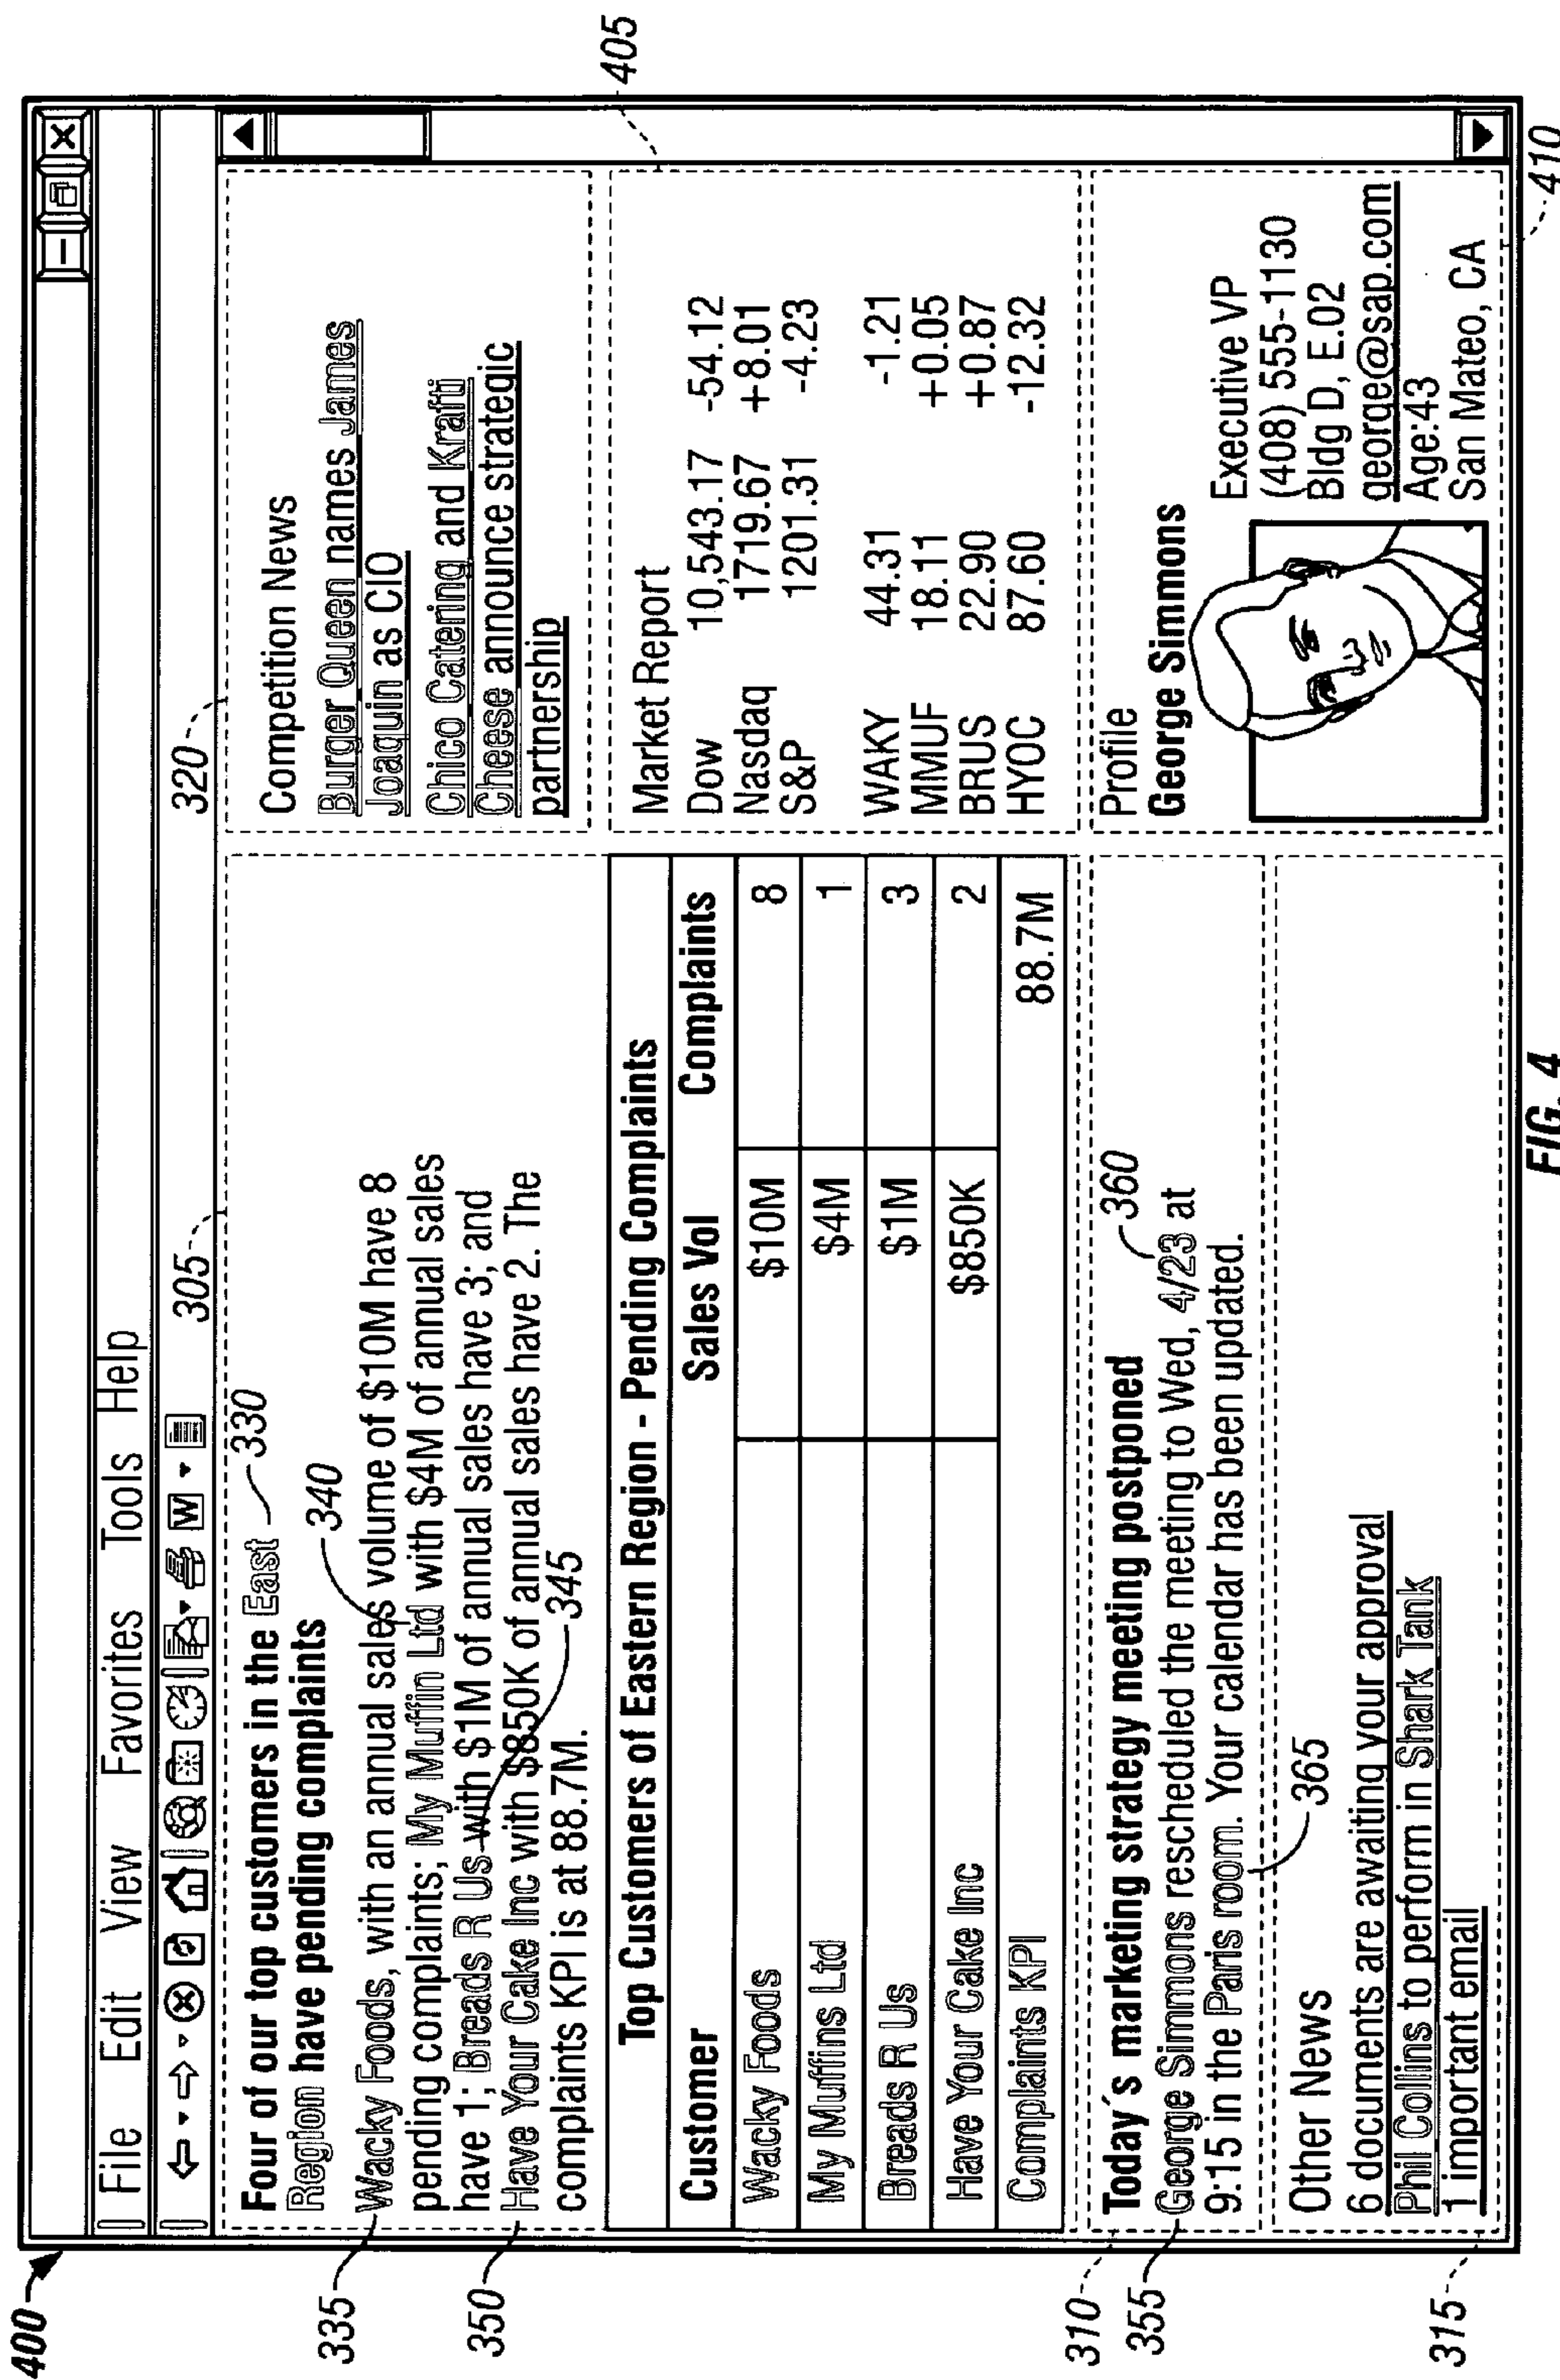 400
File Edit View Favorites Tools Help
W
305
320
Four of our top customers in the East 330
Region have pending complaints
340
335
Wacky Foods, with an annual sales volume of $10M have 8
pending complaints; My Muffin Ltd with $4M of annual sales
have 1; Breads R Us with $1M of annual sales have 3; and
350
Have Your Cake Inc with $850K of annual sales have 2. The
complaints KPI is at 88.7M.
345
Top Customers of Eastern Region - Pending Complaints
Customer Sales Vol Complaints
Wacky Foods $10M 8
My Muffins Ltd $4M 1
Breads R Us $1M 3
Have Your Cake Inc $850K 2
Complaints KPI 88.7M
310
Today´s marketing strategy meeting postponed
360
355
George Simmons rescheduled the meeting to Wed, 4/23 at
9:15 in the Paris room. Your calendar has been updated.
365
Other News
6 documents are awaiting your approval
Phil Collins to perform in Shark Tank
1 important email
315
Competition News
Burger Queen names James
Joaquin as CIO
Chico Catering and Krafti
Cheese announce strategic
partnership
405
Market Report
Dow 10,543.17 -54.12
Nasdaq 1719.67 +8.01
S&P 1201.31 -4.23
WAKY 44.31 -1.21
MMUF 18.11 +0.05
BRUS 22.90 +0.87
HYOC 87.60 -12.32
Profile
George Simmons
Executive VP
(408) 555-1130
Bldg D, E.02
george@sap.com
Age:43
San Mateo, CA
410
FIG. 4